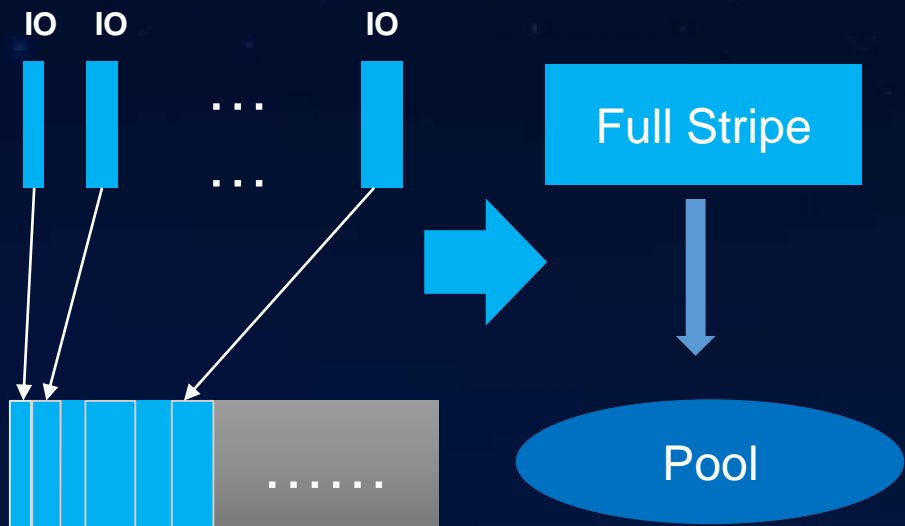 IO IO IO
. . .
. . .
Full Stripe
. . . . . .
Pool